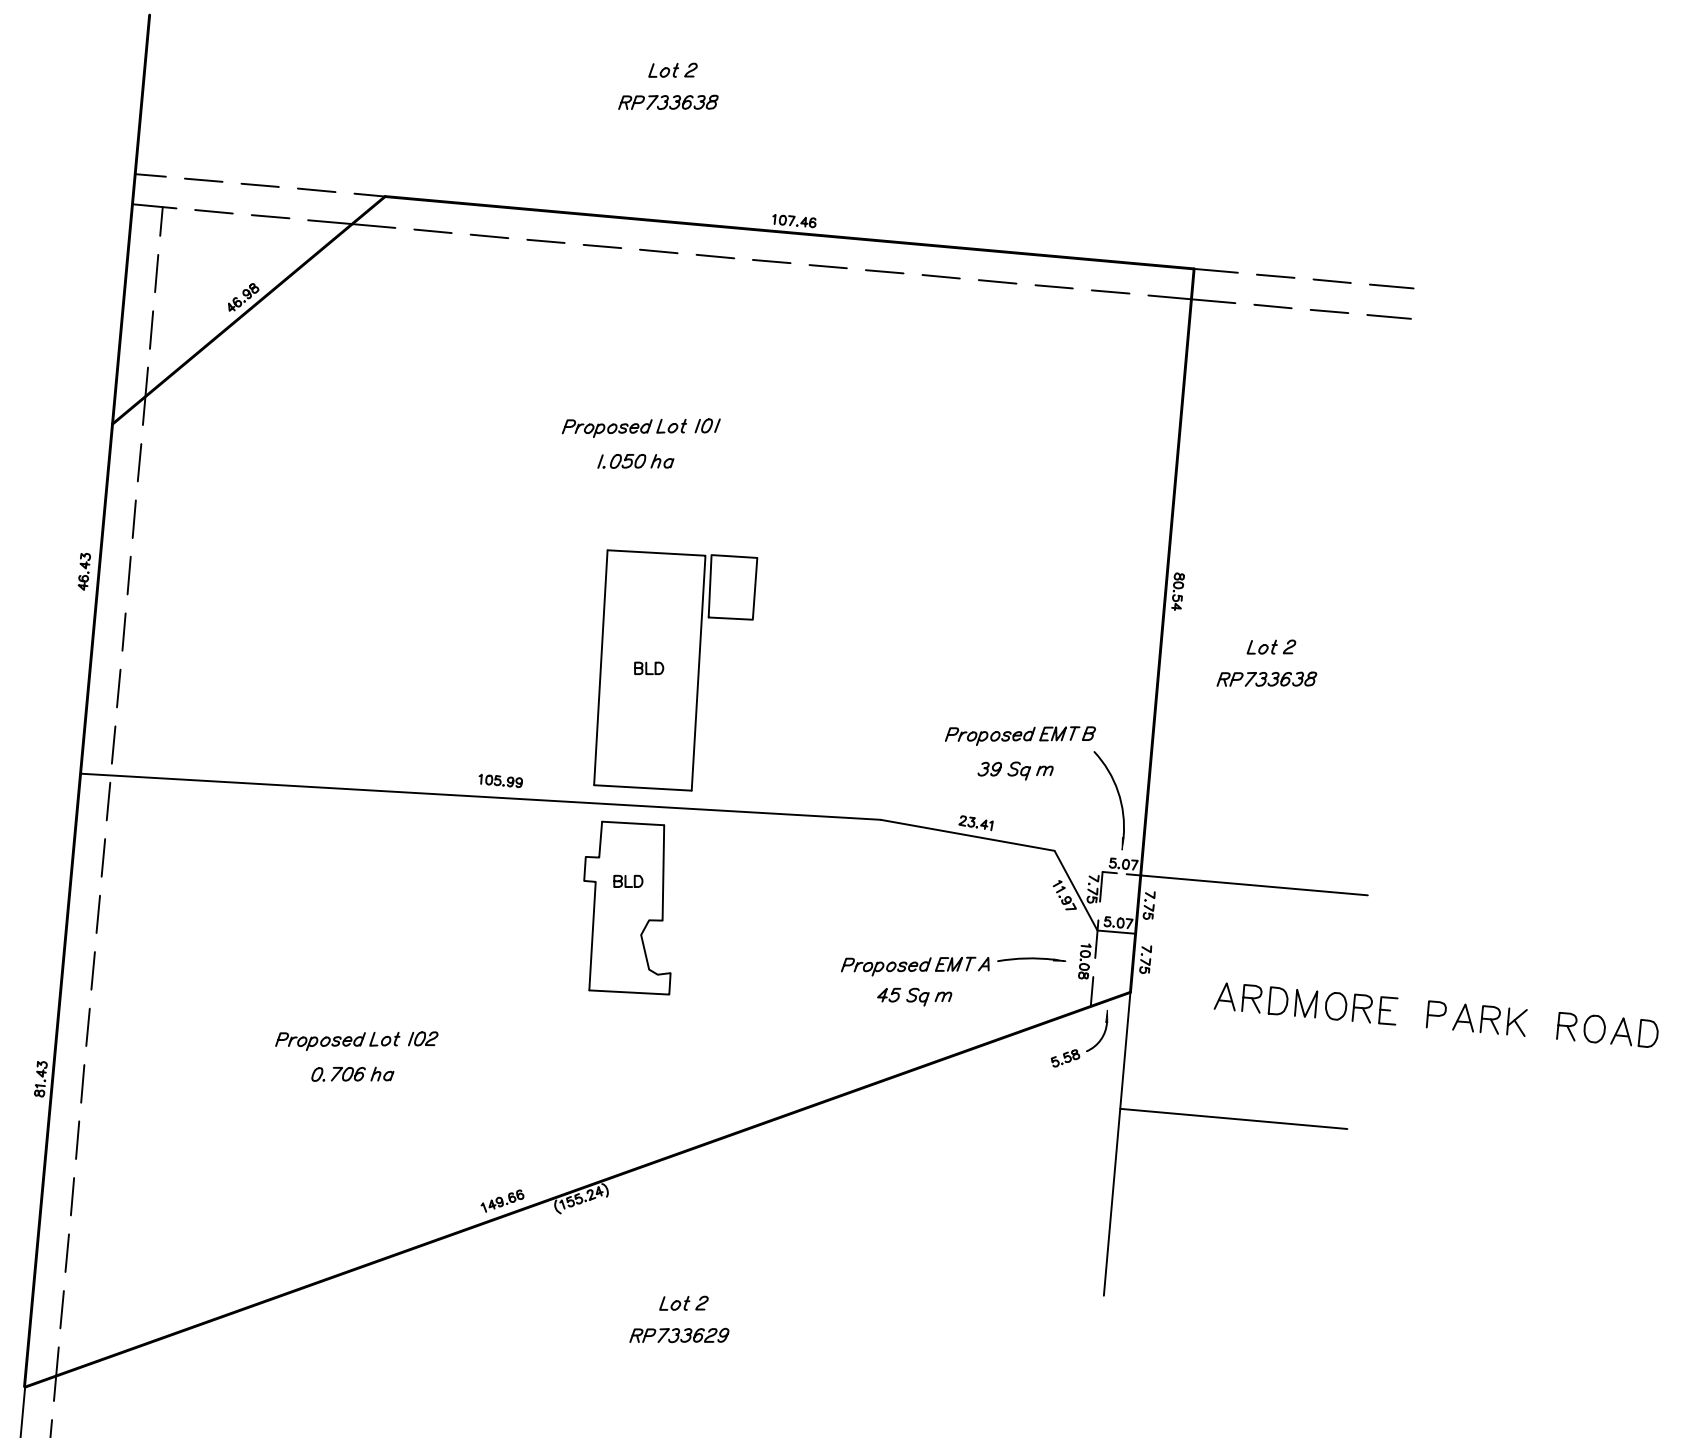 Lot 2
RP733638
107.46
46.98
Proposed Lot 101
1.050 ha
46.43
80.54
BLD
Lot 2
RP733638
Proposed EMT B
39 Sq m
105.99
23.41
5.07
7.75
11.97
7.75
5.07
BLD
10.08
7.75
Proposed EMT A
45 Sq m
ARDMORE PARK ROAD
Proposed Lot 102
0.706 ha
5.58
81.43
149.66
(155.24)
Lot 2
RP733629